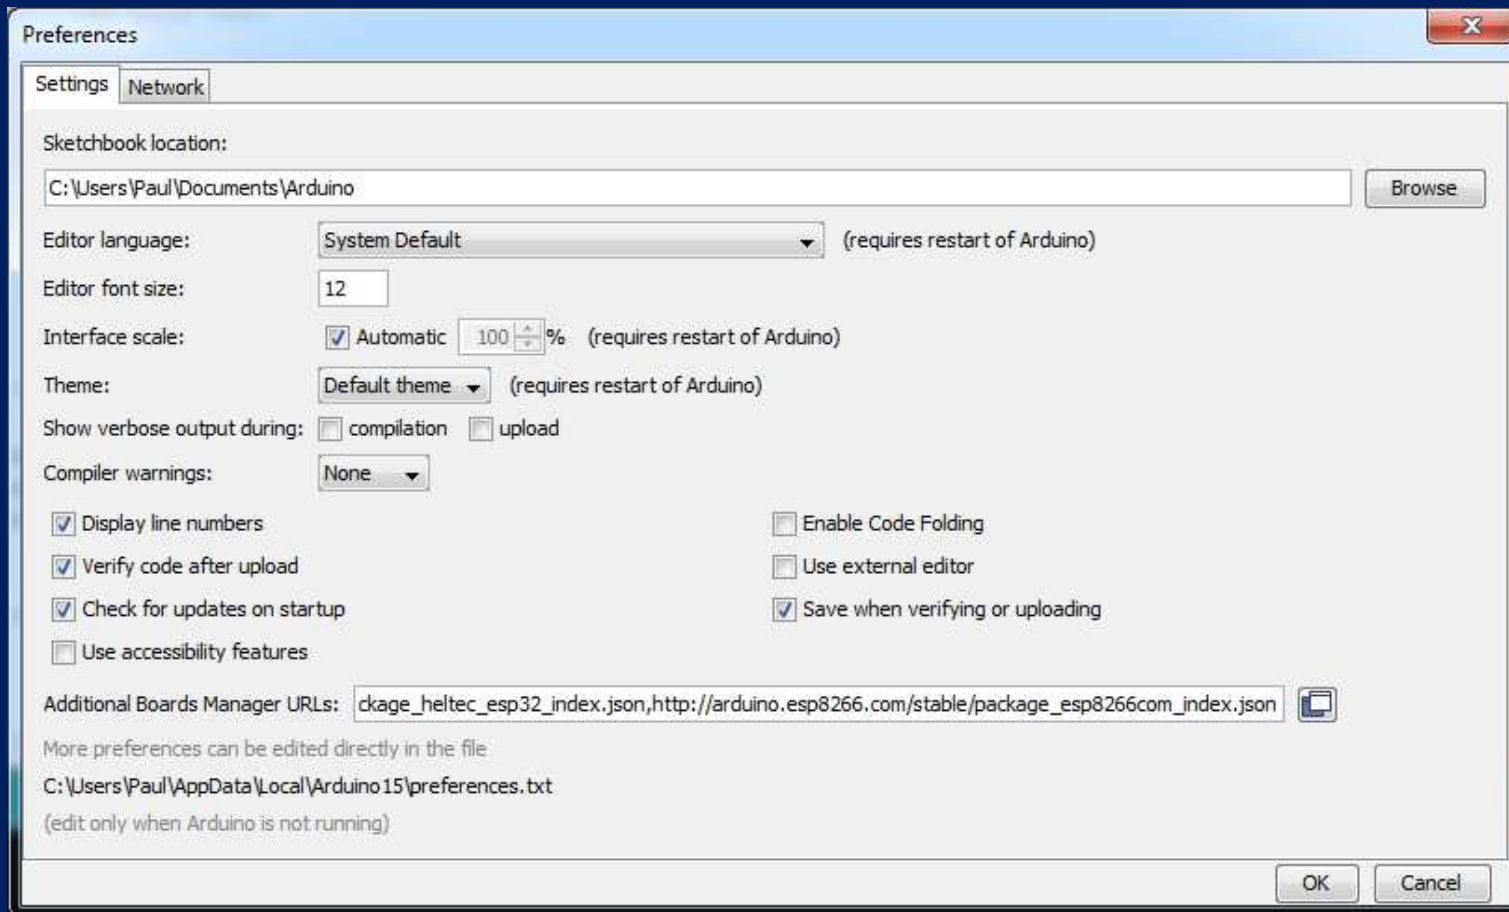 Preferences
Settings Network
Sketchbook location:
C:\Users\Paul\Documents\Arduino Browse
Editor language: System Default (requires restart of Arduino)
Editor font size: 12
Interface scale: Automatic 100 % (requires restart of Arduino)
Theme: Default theme (requires restart of Arduino)
Show verbose output during: compilation upload
Compiler warnings: None
Display line numbers Enable Code Folding
Verify code after upload Use external editor
Check for updates on startup Save when verifying or uploading
Use accessibility features
Additional Boards Manager URLs: ckage_heltec_esp32_index.json,http://arduino.esp8266.com/stable/package_esp8266com_index.json
More preferences can be edited directly in the file
C:\Users\Paul\AppData\Local\Arduino15\preferences.txt
(edit only when Arduino is not running)
OK Cancel